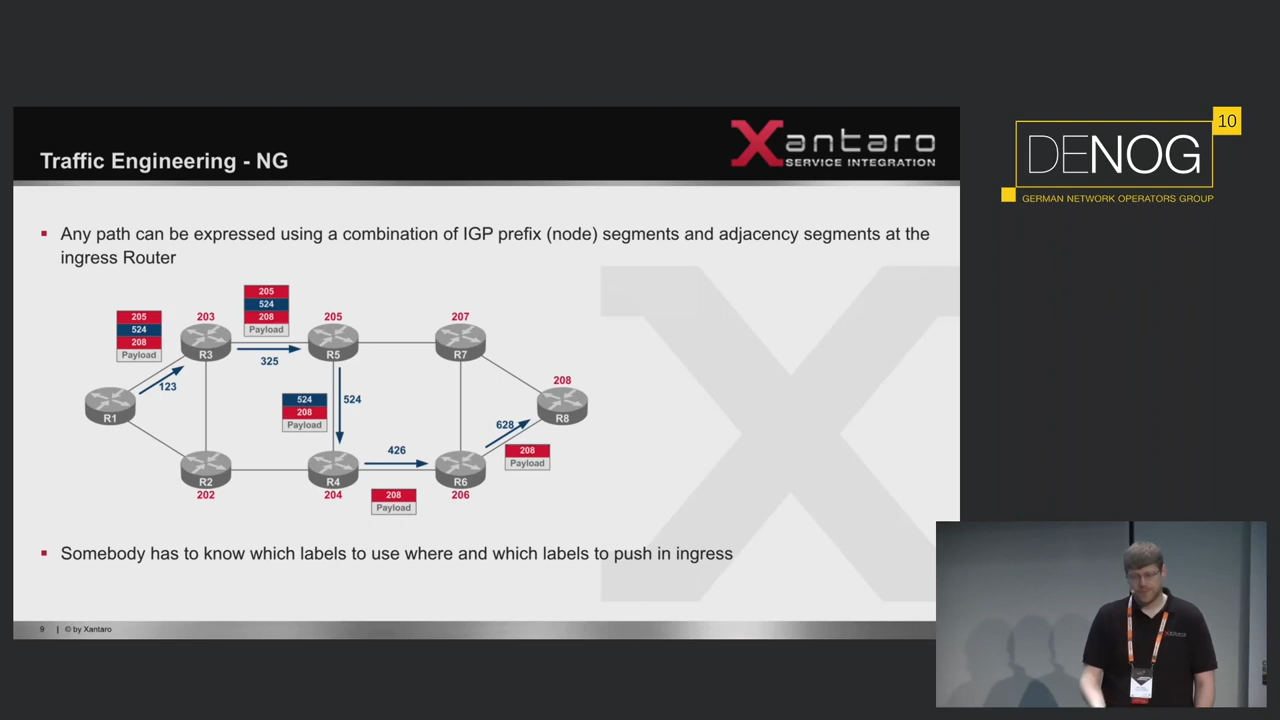 Xantaro
SERVICE INTEGRATION
Traffic Engineering - NG
10
DENOG
GERMAN NETWORK OPERATORS GROUP
Any path can be expressed using a combination of IGP prefix (node) segments and adjacency segments at the
ingress Router
205
524
208
Payload
205
524
208
Payload
203
205
207
R3
R5
R7
325
123
208
R1
R8
524
208
Payload
524
628
426
208
Payload
R2
R4
R6
202
204
206
208
Payload
Somebody has to know which labels to use where and which labels to push in ingress
9 | © by Xantaro